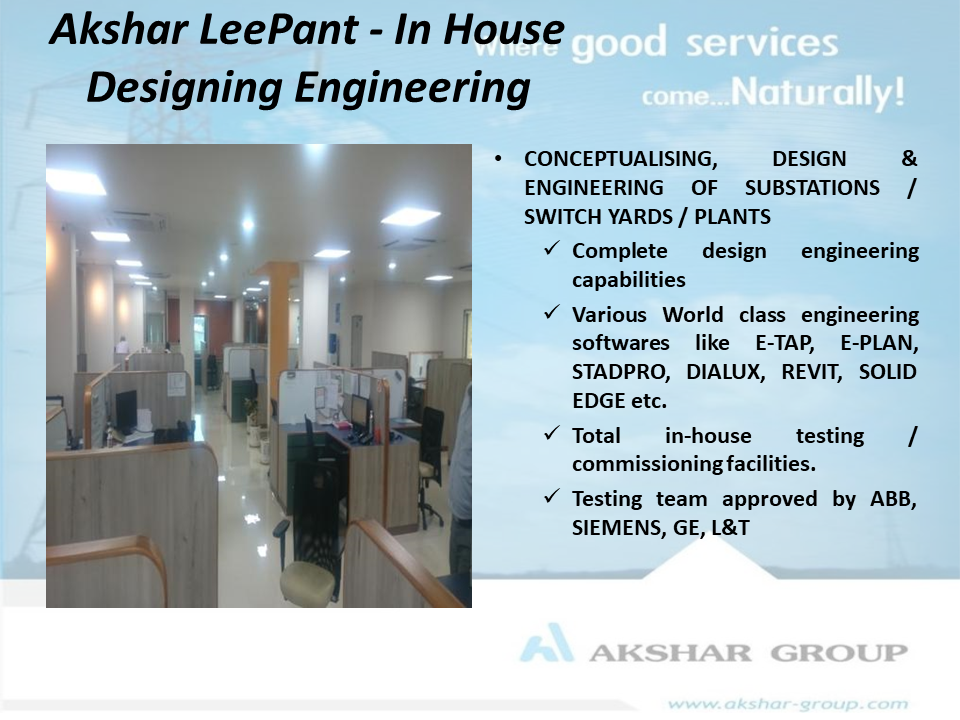 Akshar LeePant - In House
Designing Engineering
Where good services
come...Naturally!
• CONCEPTUALISING, DESIGN &
ENGINEERING OF SUBSTATIONS /
SWITCH YARDS / PLANTS
✓ Complete design engineering
capabilities
✓ Various World class engineering
softwares like E-TAP, E-PLAN,
STADPRO, DIALUX, REVIT, SOLID
EDGE etc.
✓ Total in-house testing /
commissioning facilities.
✓ Testing team approved by ABB,
SIEMENS, GE, L&T
AKSHAR GROUP
www.akshar-group.com